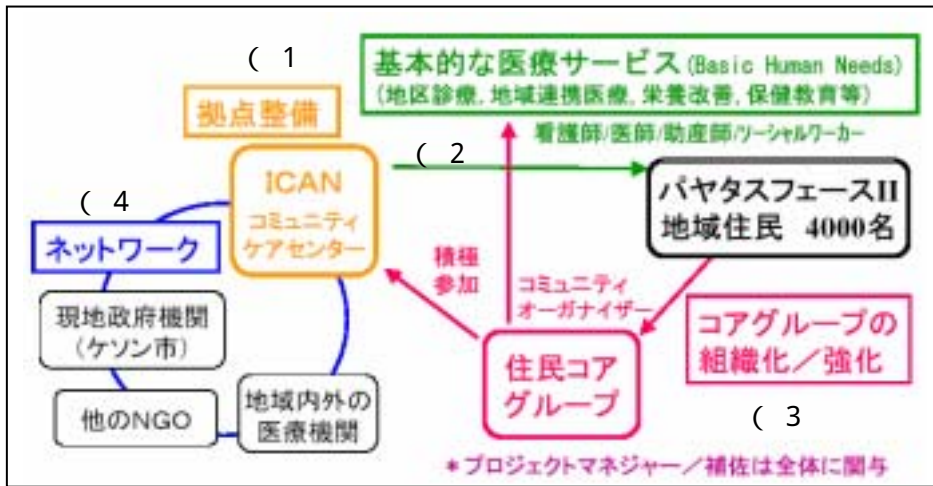 ( 1
基本的な医療サービス(Basic Human Needs)
(地区診療,地域連携医療,栄養改善,保健教育等)
拠点整備
看護師/医師/助産師/ソーシャルワーカー
( 2
ICAN
コミュニティ
ケアセンター
パヤタスフェースII
地域住民 4000名
( 4
ネットワーク
積極
参加
コミュニティ
オーガナイザー
現地政府機関
(ケソン市)
コアグループの
組織化/強化
住民コア
グループ
他のNGO
地域内外の
医療機関
( 3
*プロジェクトマネジャー/補佐は全体に関与